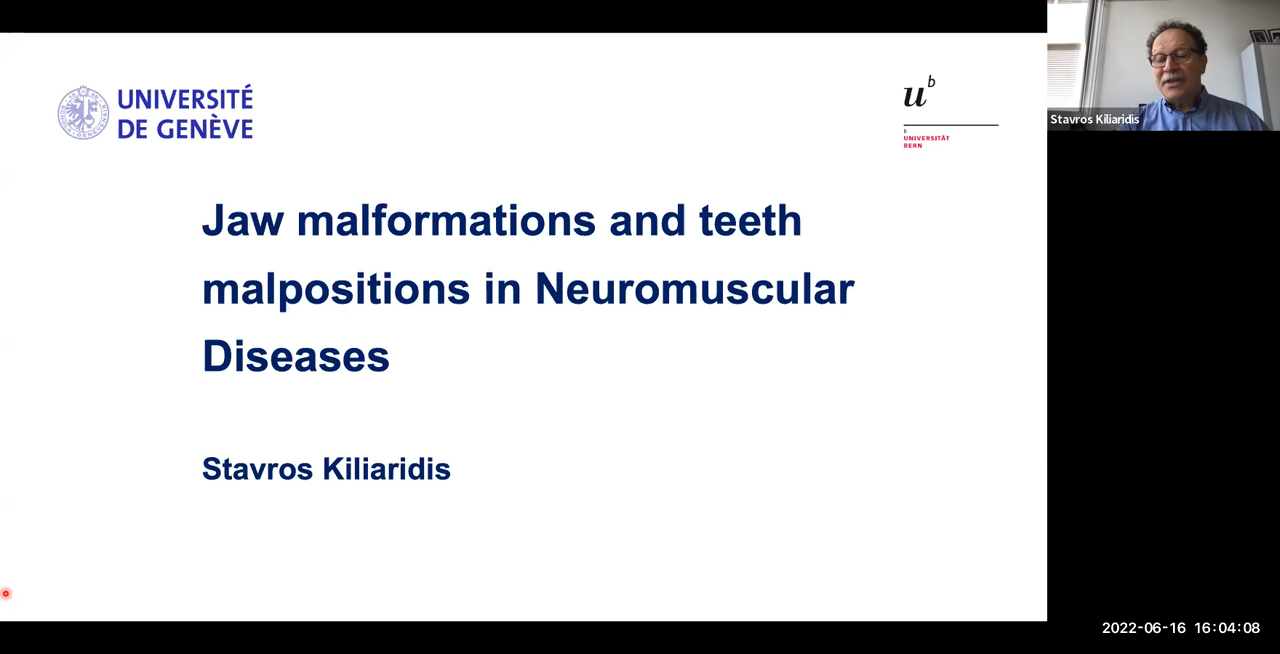 UNIVERSITÉ
DE GENÈVE
u
b
b
UNIVERSITÄT
BERN
Jaw malformations and teeth
malpositions in Neuromuscular
Diseases
Stavros Kiliaridis
Stavros Kiliaridis
2022-06-16 16:04:08